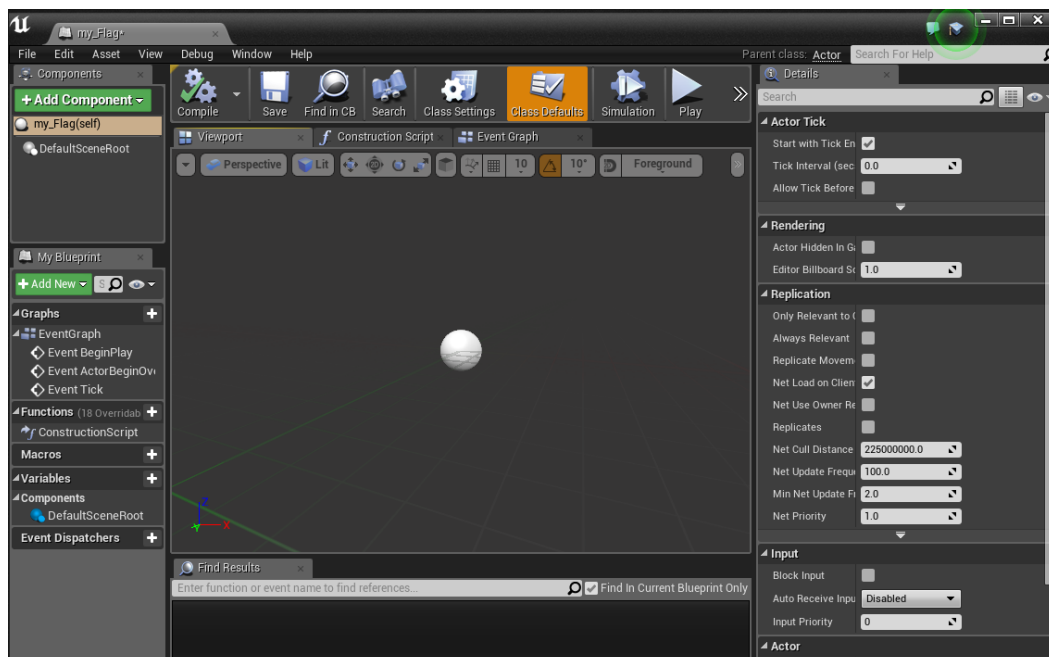 my_Flag*
File Edit Asset View Debug Window Help
Parent class: Actor Search For Help
Components
+ Add Component
my_Flag(self)
DefaultSceneRoot
My Blueprint
+ Add New S
Graphs +
EventGraph
Event BeginPlay
Event ActorBeginOv
Event Tick
Functions (18 Overridab +
ConstructionScript
Macros +
Variables +
Components
DefaultSceneRoot
Event Dispatchers +
Compile Save Find in CB Search Class Settings Class Defaults Simulation Play
Viewport f Construction Script Event Graph
Perspective Lit 10 10° Foreground
Z
Y X
Find Results
Enter function or event name to find references... Find In Current Blueprint Only
Details
Search
Actor Tick
Start with Tick En
Tick Interval (sec 0.0
Allow Tick Before
Rendering
Actor Hidden In Ga
Editor Billboard Sc 1.0
Replication
Only Relevant to
Always Relevant
Replicate Movem
Net Load on Clien
Net Use Owner Re
Replicates
Net Cull Distance 225000000.0
Net Update Frequ 100.0
Min Net Update Fr 2.0
Net Priority 1.0
Input
Block Input
Auto Receive Inpu Disabled
Input Priority 0
Actor